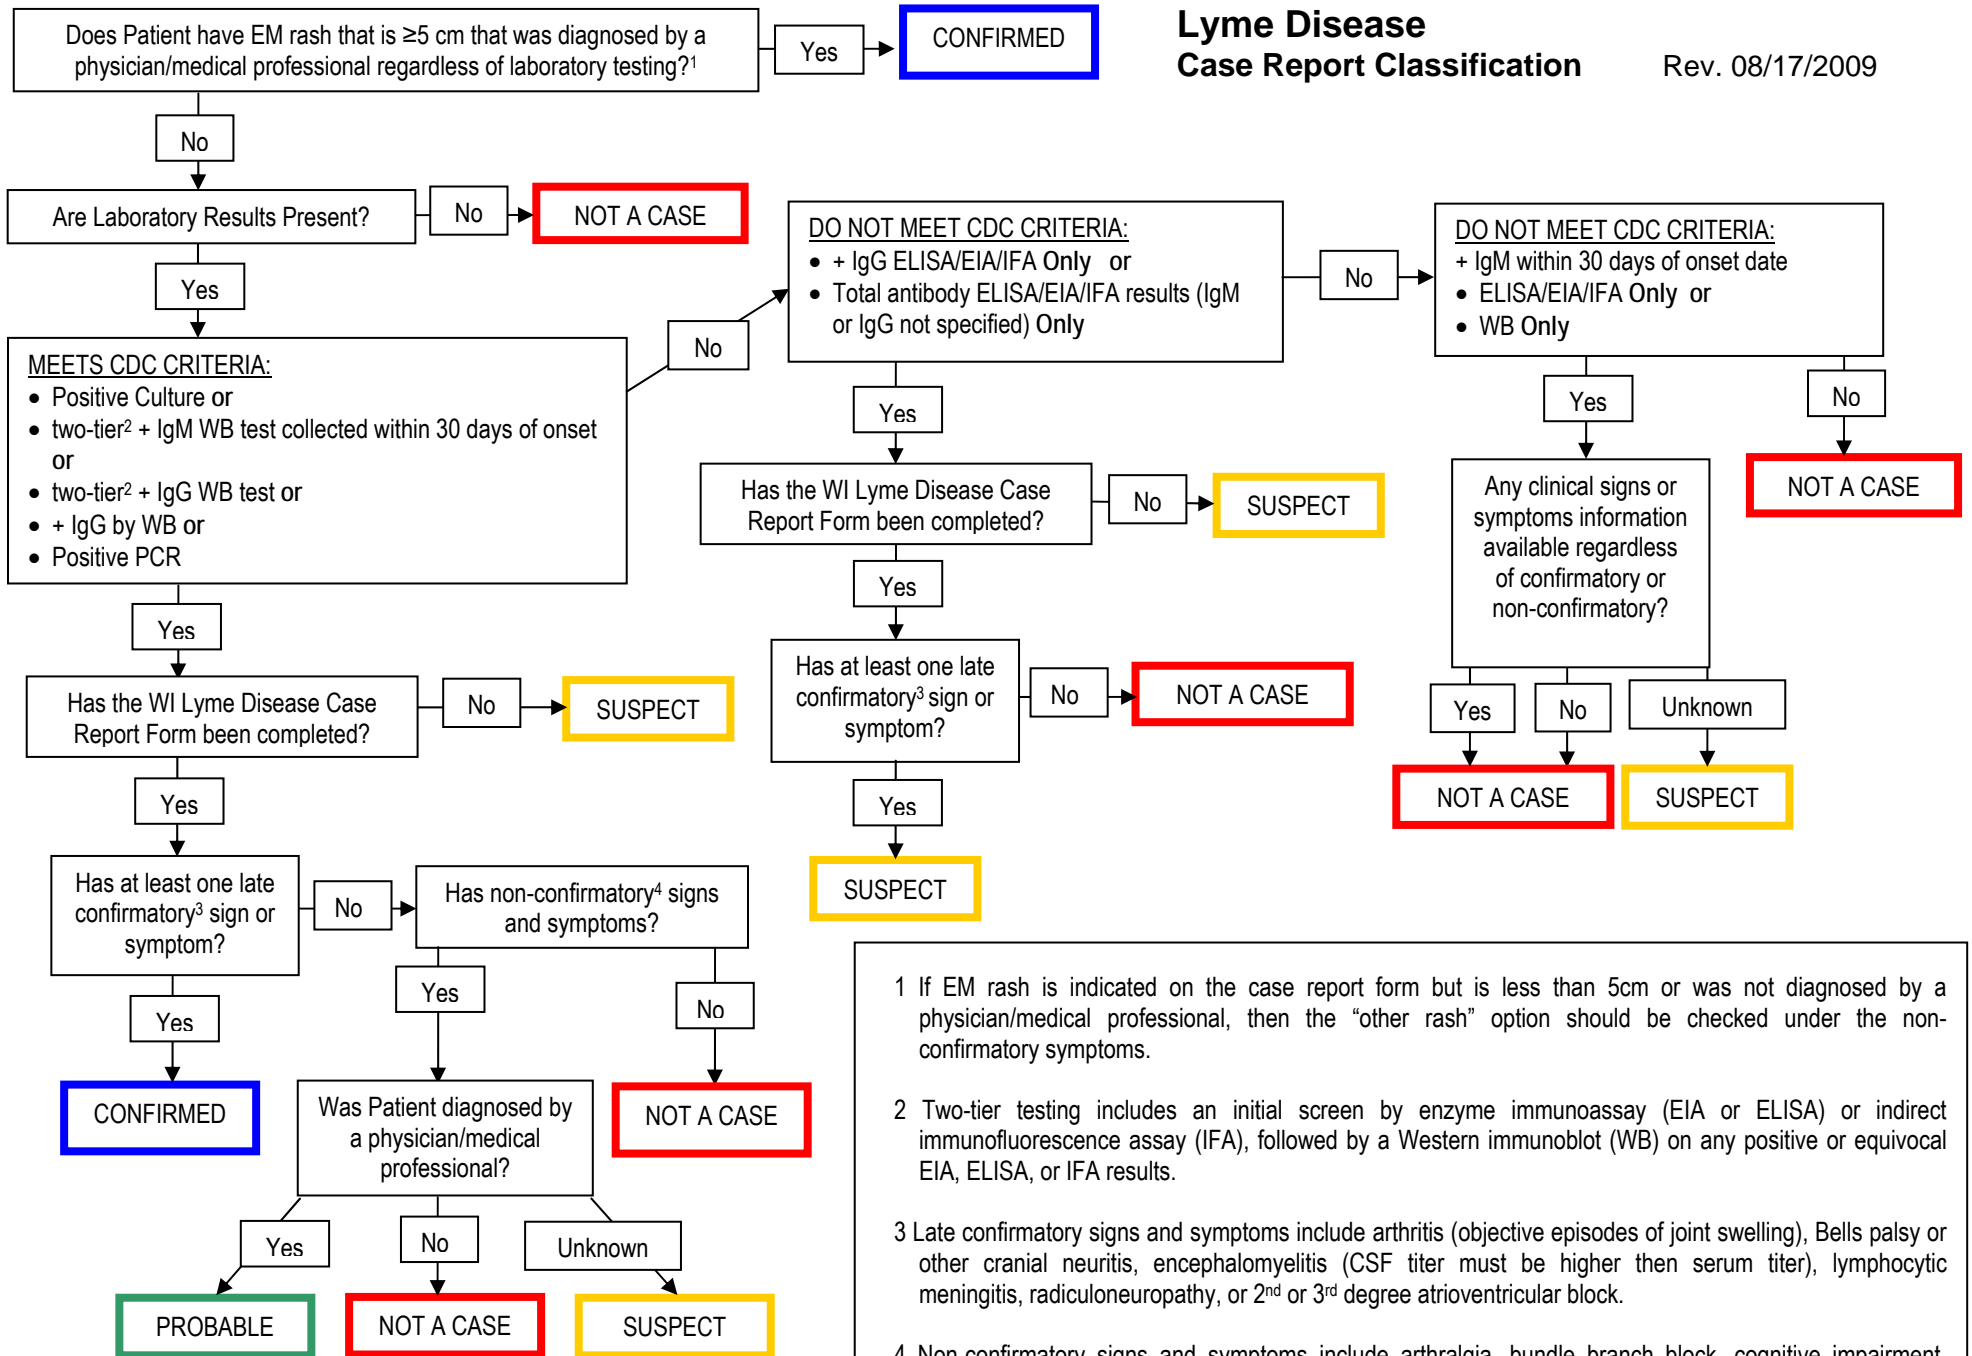 Lyme Disease
Case Report Classification Rev. 08/17/2009
Does Patient have EM rash that is ≥5 cm that was diagnosed by a
physician/medical professional regardless of laboratory testing?1
Yes
CONFIRMED
No
Are Laboratory Results Present?
No
NOT A CASE
Yes
MEETS CDC CRITERIA:
• Positive Culture or
• two-tier2 + IgM WB test collected within 30 days of onset
or
• two-tier2 + IgG WB test or
• + IgG by WB or
• Positive PCR
No
DO NOT MEET CDC CRITERIA:
• + IgG ELISA/EIA/IFA Only or
• Total antibody ELISA/EIA/IFA results (IgM
or IgG not specified) Only
No
DO NOT MEET CDC CRITERIA:
+ IgM within 30 days of onset date
• ELISA/EIA/IFA Only or
• WB Only
Yes
No
NOT A CASE
Any clinical signs or
symptoms information
available regardless
of confirmatory or
non-confirmatory?
Yes
No
Unknown
NOT A CASE
SUSPECT
Yes
Has the WI Lyme Disease Case
Report Form been completed?
No
SUSPECT
Yes
Has at least one late
confirmatory3 sign or
symptom?
No
NOT A CASE
Yes
SUSPECT
Yes
Has the WI Lyme Disease Case
Report Form been completed?
No
SUSPECT
Yes
Has at least one late
confirmatory3 sign or
symptom?
No
Has non-confirmatory4 signs
and symptoms?
Yes
CONFIRMED
Yes
No
NOT A CASE
Was Patient diagnosed by
a physician/medical
professional?
Yes
No
Unknown
PROBABLE
NOT A CASE
SUSPECT
1 If EM rash is indicated on the case report form but is less than 5cm or was not diagnosed by a
physician/medical professional, then the “other rash” option should be checked under the non-
confirmatory symptoms.
2 Two-tier testing includes an initial screen by enzyme immunoassay (EIA or ELISA) or indirect
immunofluorescence assay (IFA), followed by a Western immunoblot (WB) on any positive or equivocal
EIA, ELISA, or IFA results.
3 Late confirmatory signs and symptoms include arthritis (objective episodes of joint swelling), Bells palsy or
other cranial neuritis, encephalomyelitis (CSF titer must be higher then serum titer), lymphocytic
meningitis, radiculoneuropathy, or 2nd or 3rd degree atrioventricular block.
4 Non-confirmatory signs and symptoms include arthralgia, bundle branch block, cognitive impairment,